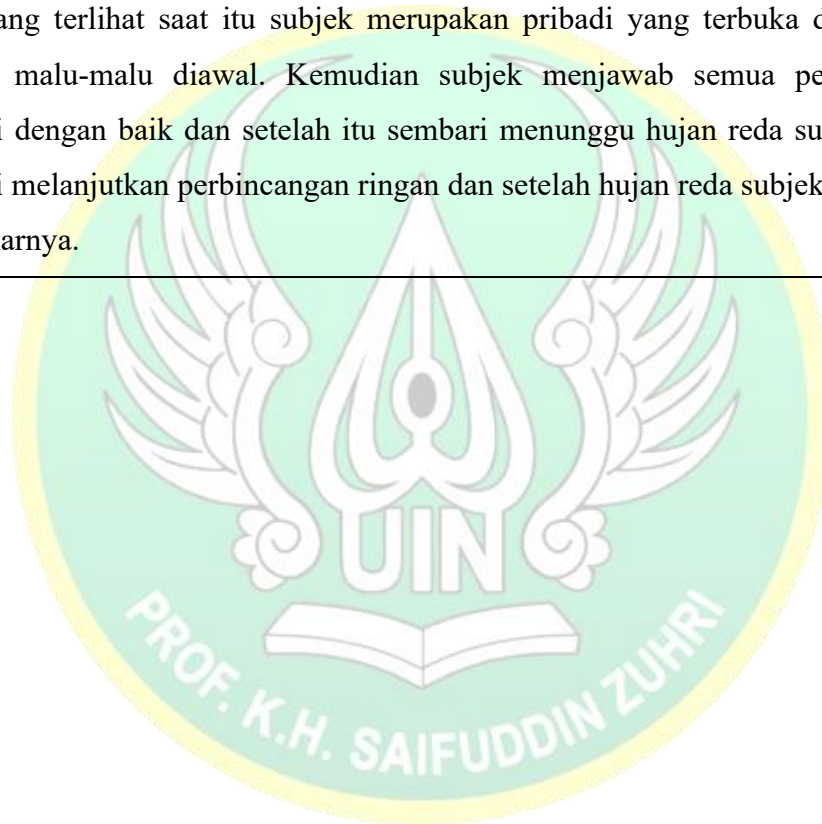 ang terlihat saat itu subjek merupakan pribadi yang terbuka d
malu-malu diawal. Kemudian subjek menjawab semua pe
i dengan baik dan setelah itu sembari menunggu hujan reda su
i melanjutkan perbincangan ringan dan setelah hujan reda subjek
arnya.
UIN
PROF. K.H. SAIFUDDIN ZUHRI